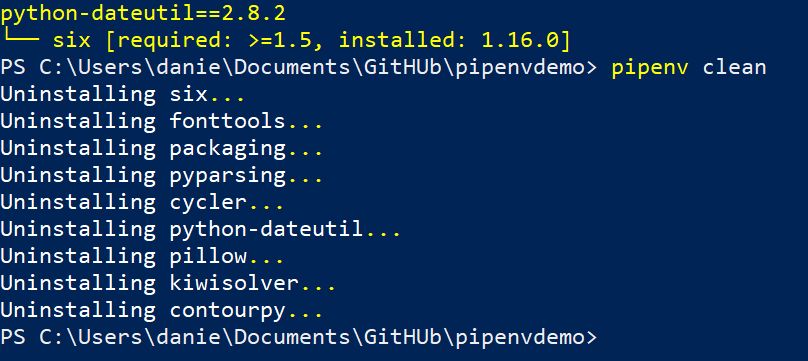 python-dateutil==2.8.2
└── six [required: >=1.5, installed: 1.16.0]
PS C:\Users\danie\Documents\GitHUb\pipenvdemo> pipenv clean
Uninstalling six...
Uninstalling fonttools...
Uninstalling packaging...
Uninstalling pyparsing...
Uninstalling cycler...
Uninstalling python-dateutil...
Uninstalling pillow...
Uninstalling kiwisolver...
Uninstalling contourpy...
PS C:\Users\danie\Documents\GitHUb\pipenvdemo>